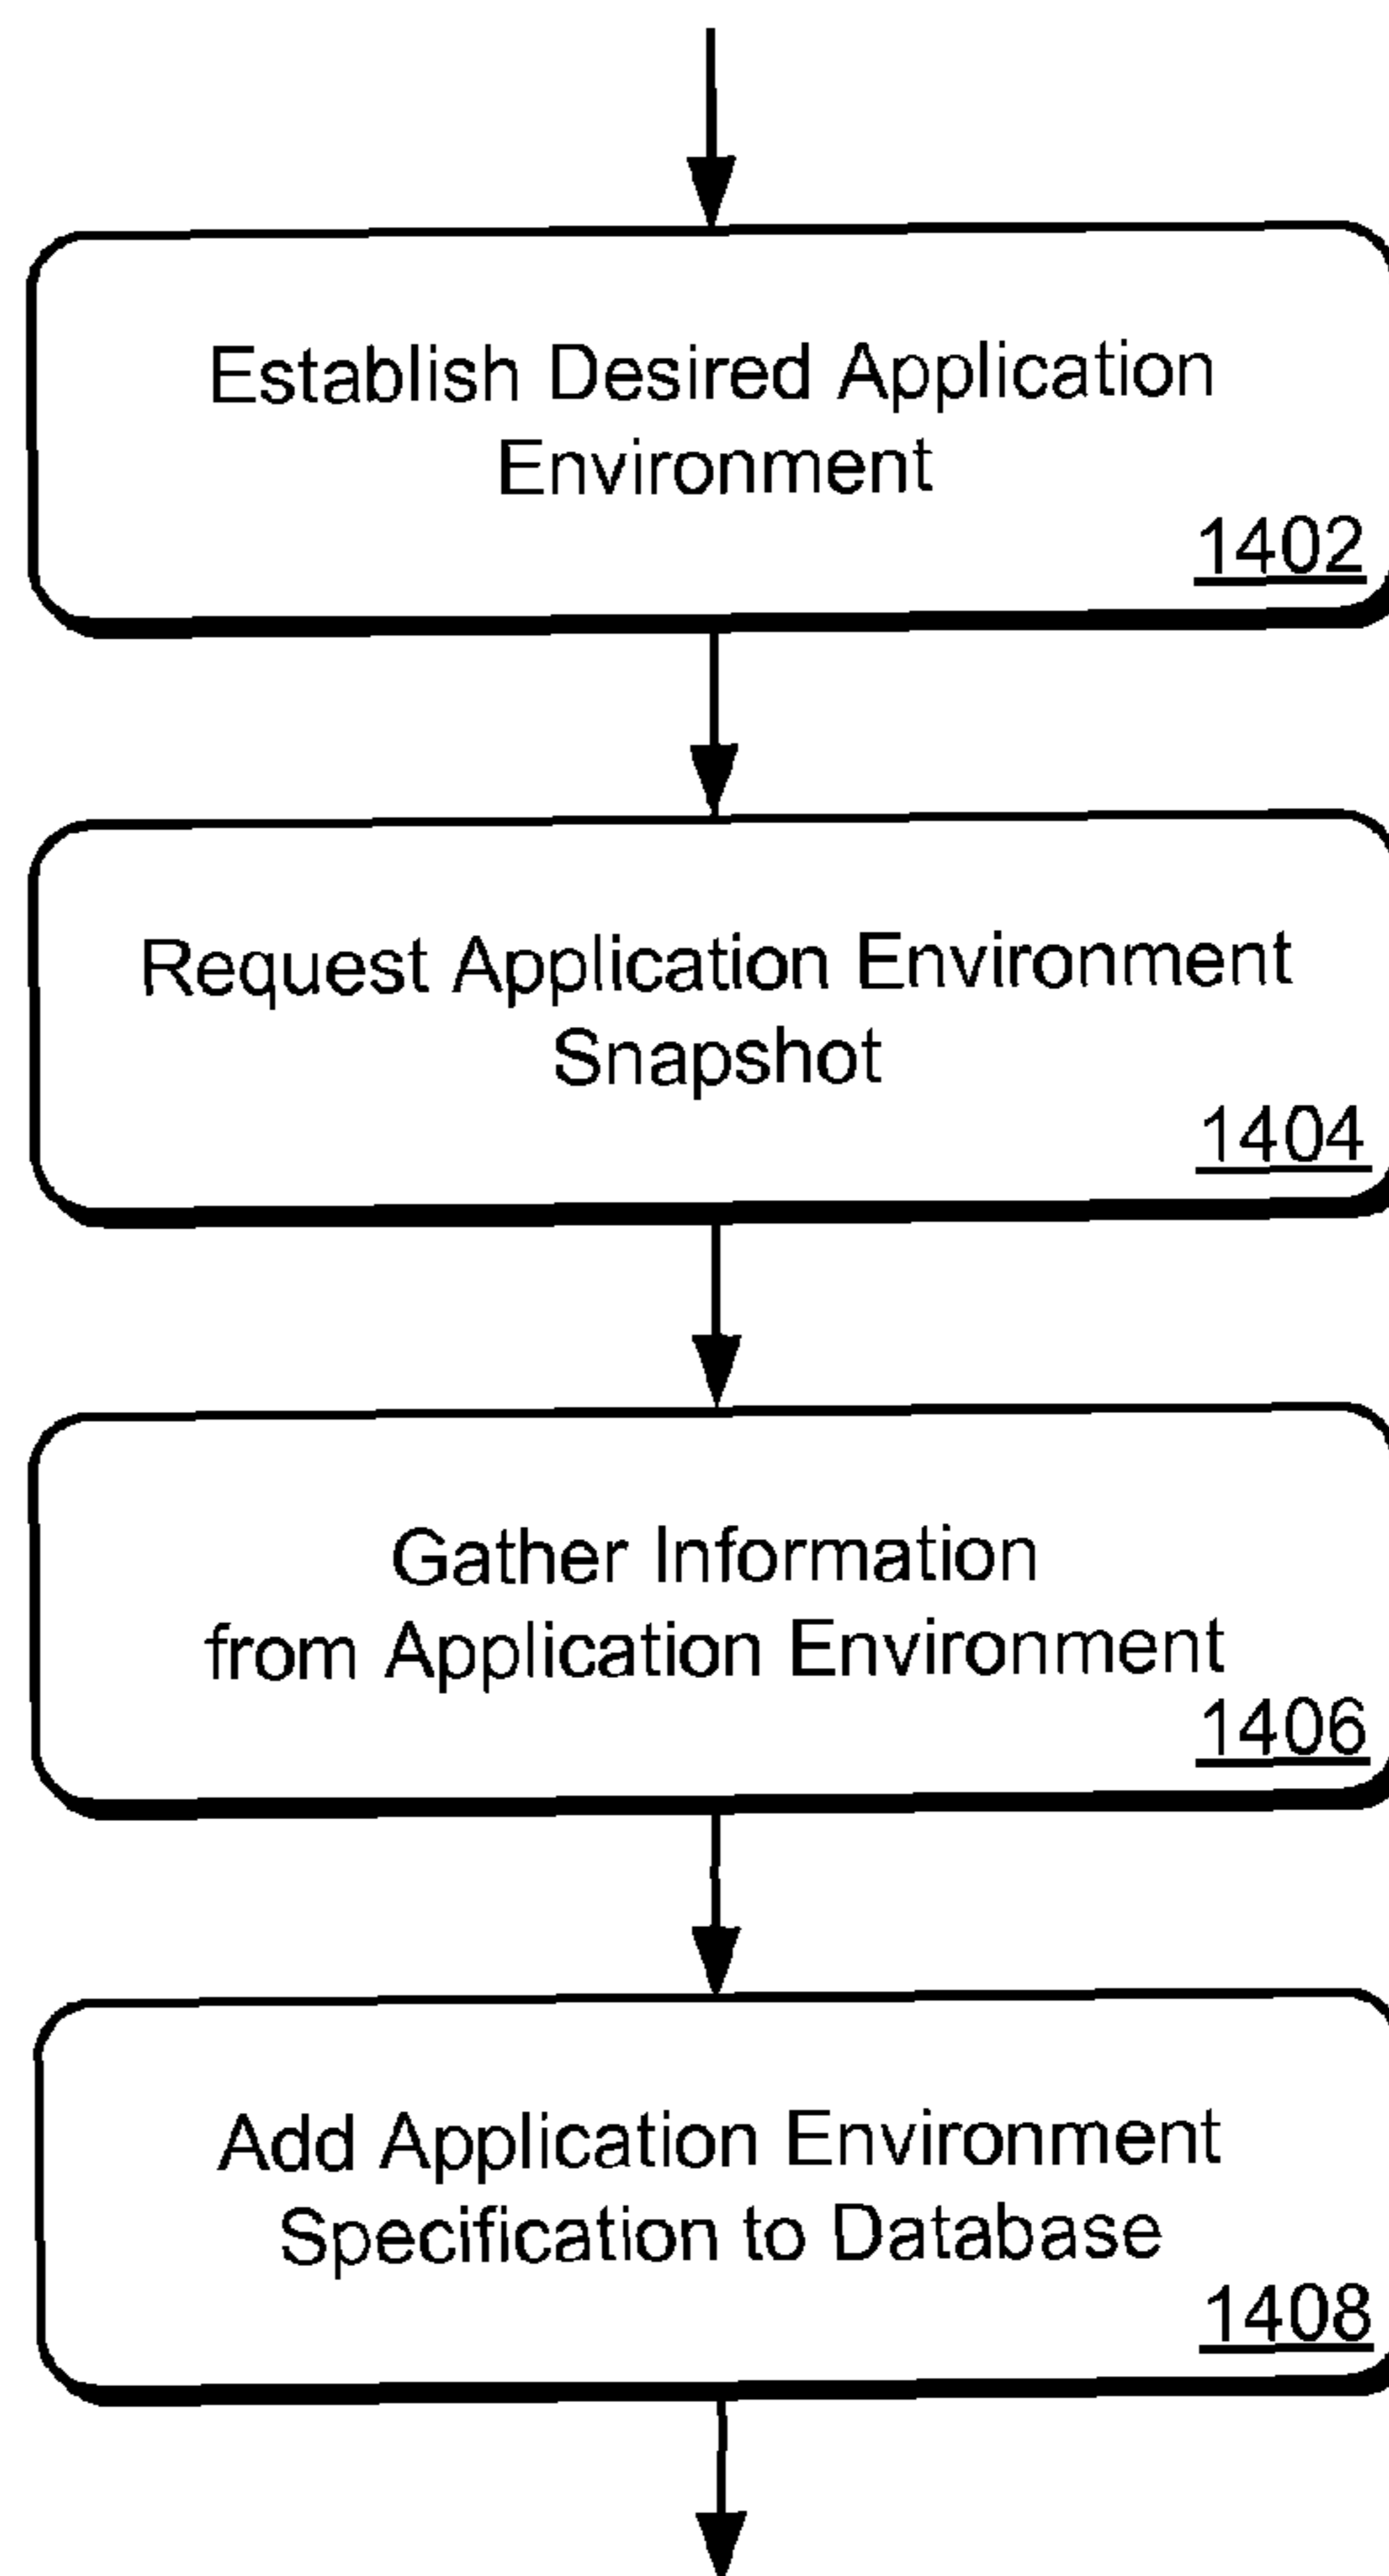 Establish Desired Application
Environment
1402
Request Application Environment
Snapshot
1404
Gather Information
from Application Environment
1406
Add Application Environment
Specification to Database
1408